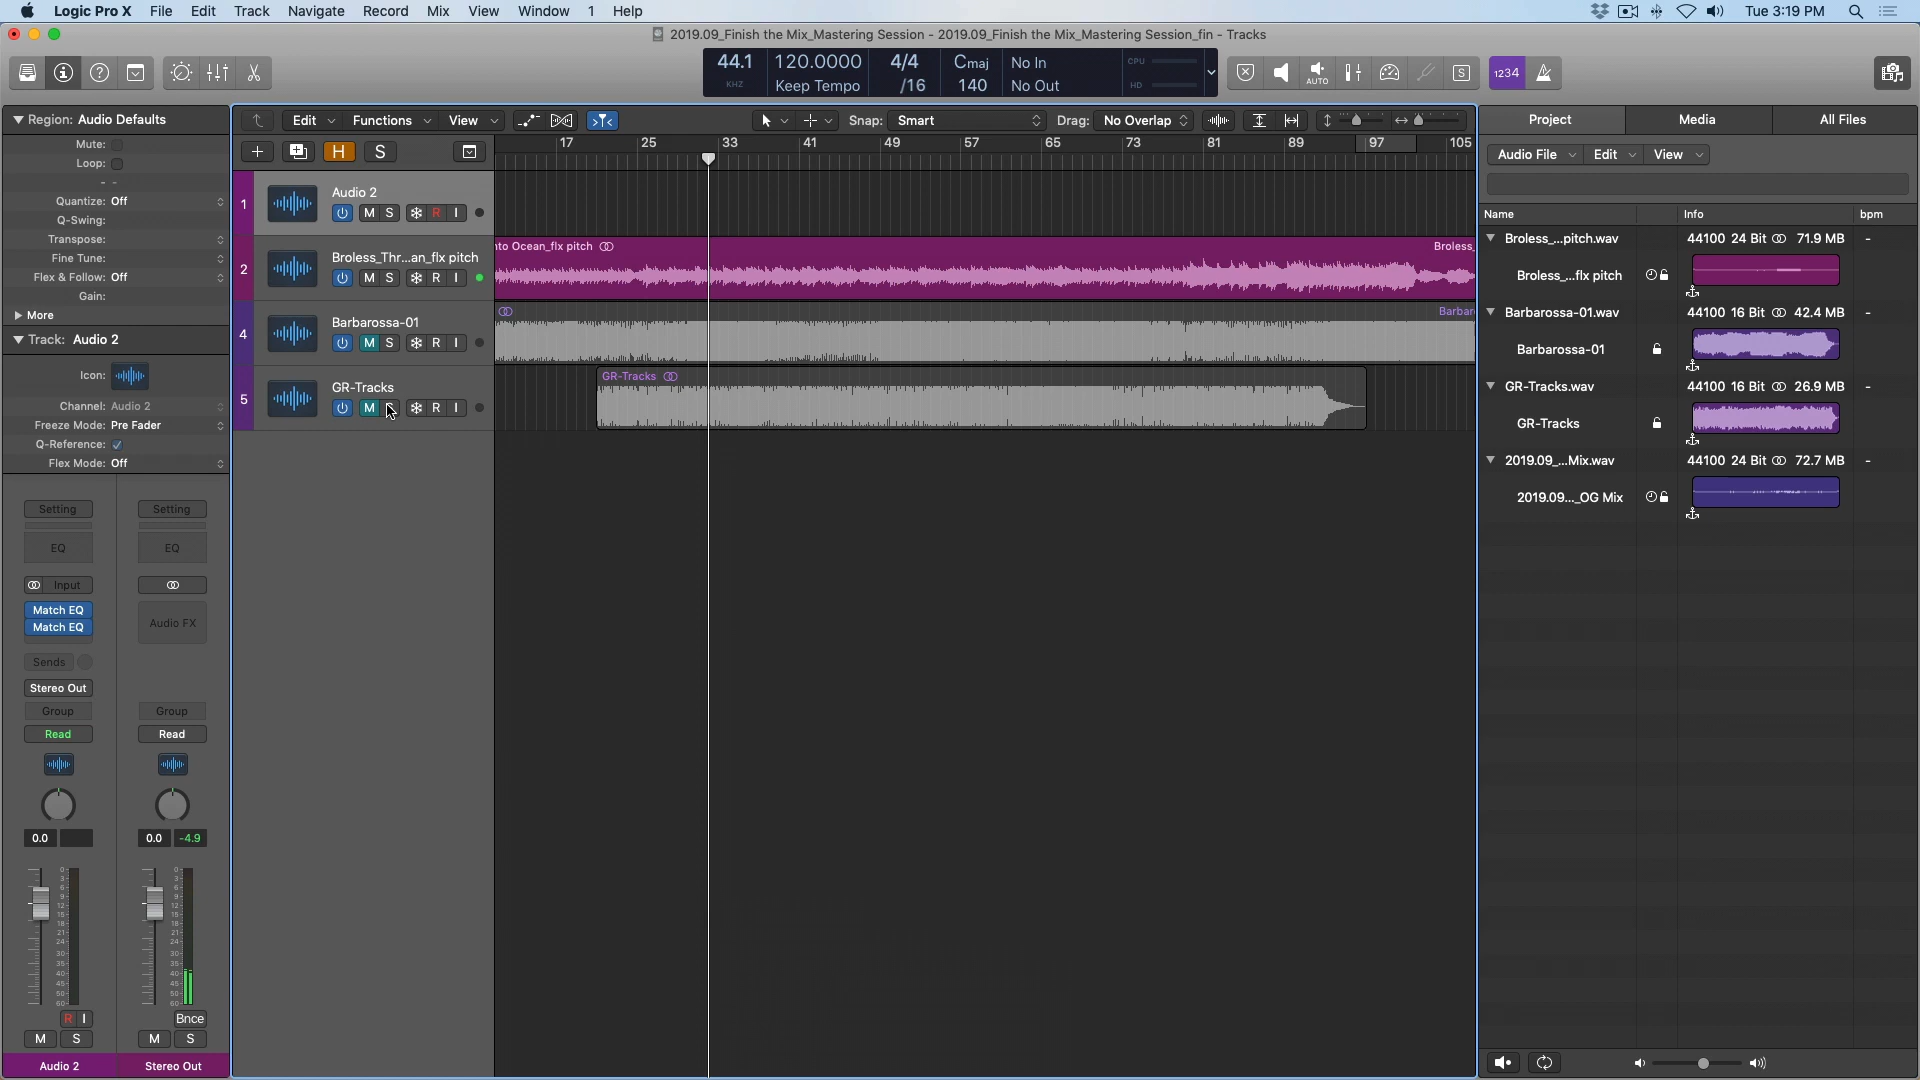 Logic Pro X File Edit Track Navigate Record Mix View Window 1 Help Tue 3:19 PM
2019.09_Finish the Mix_Mastering Session - 2019.09_Finish the Mix_Mastering Session_fin - Tracks
44.1 120.0000 4/4 Cmaj No In CPU
KHZ Keep Tempo /16 140 No Out HD
AUTO S 1234
Region: Audio Defaults
Mute:
Loop:
Quantize: Off
Q-Swing:
Transpose:
Fine Tune:
Flex & Follow: Off
Gain:
More
Track: Audio 2
Icon:
Channel: Audio 2
Freeze Mode: Pre Fader
Q-Reference:
Flex Mode: Off
Setting Setting
EQ EQ
Input
Match EQ
Match EQ
Audio FX
Sends
Stereo Out
Group Group
Read Read
0.0 0.0 -4.9
R I Bnce
M S M S
Audio 2 Stereo Out
Edit Functions View Snap: Smart Drag: No Overlap
H S
17 25 33 41 49 57 65 73 81 89 97 105
1 Audio 2
M S R I
2 Broless_Thr...an_flx pitch
M S R I
4 Barbarossa-01
M S R I
5 GR-Tracks
M S R I
nto Ocean_flx pitch Broless_
Barbar
GR-Tracks
Project Media All Files
Audio File Edit View
Name Info bpm
Broless_...pitch.wav 44100 24 Bit 71.9 MB -
Broless_...flx pitch
Barbarossa-01.wav 44100 16 Bit 42.4 MB -
Barbarossa-01
GR-Tracks.wav 44100 16 Bit 26.9 MB -
GR-Tracks
2019.09_...Mix.wav 44100 24 Bit 72.7 MB -
2019.09..._OG Mix